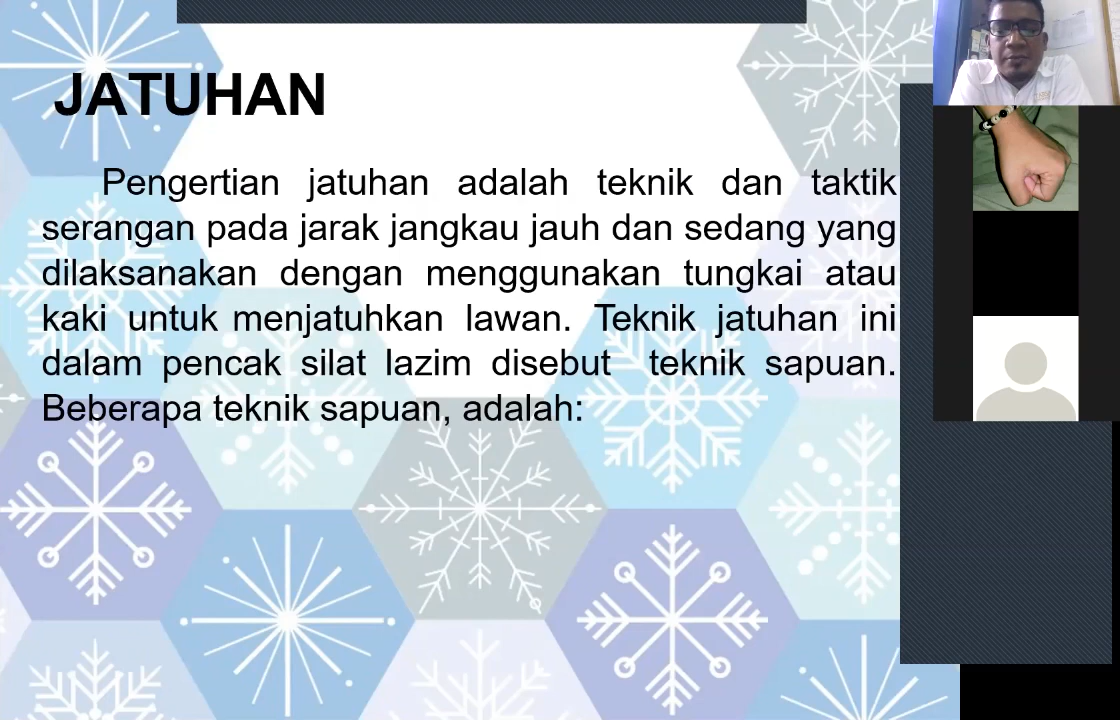 JATUHAN
Pengertian jatuhan adalah teknik dan taktik
serangan pada jarak jangkau jauh dan sedang yang
dilaksanakan dengan menggunakan tungkai atau
kaki untuk menjatuhkan lawan. Teknik jatuhan ini
dalam pencak silat lazim disebut teknik sapuan.
Beberapa teknik sapuan, adalah: